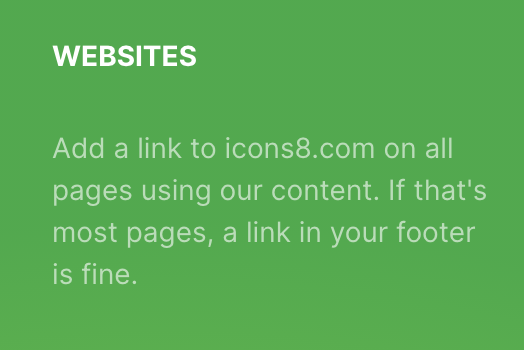 WEBSITES
Add a link to icons8.com on all
pages using our content. If that's
most pages, a link in your footer
is fine.